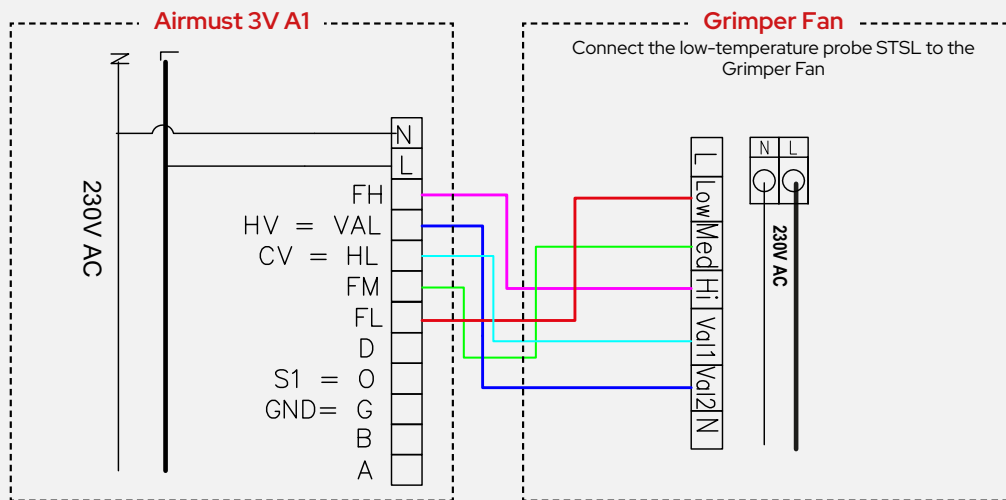 Airmust 3V A1
N
L
230V AC
N
L
FH
HV = VAL
CV = HL
FM
FL
D
S1 = O
GND= G
B
A
Grimper Fan
Connect the low-temperature probe STSL to the
Grimper Fan
L
Low
Med
Hi
Val1
Val2
N
N L
230V AC